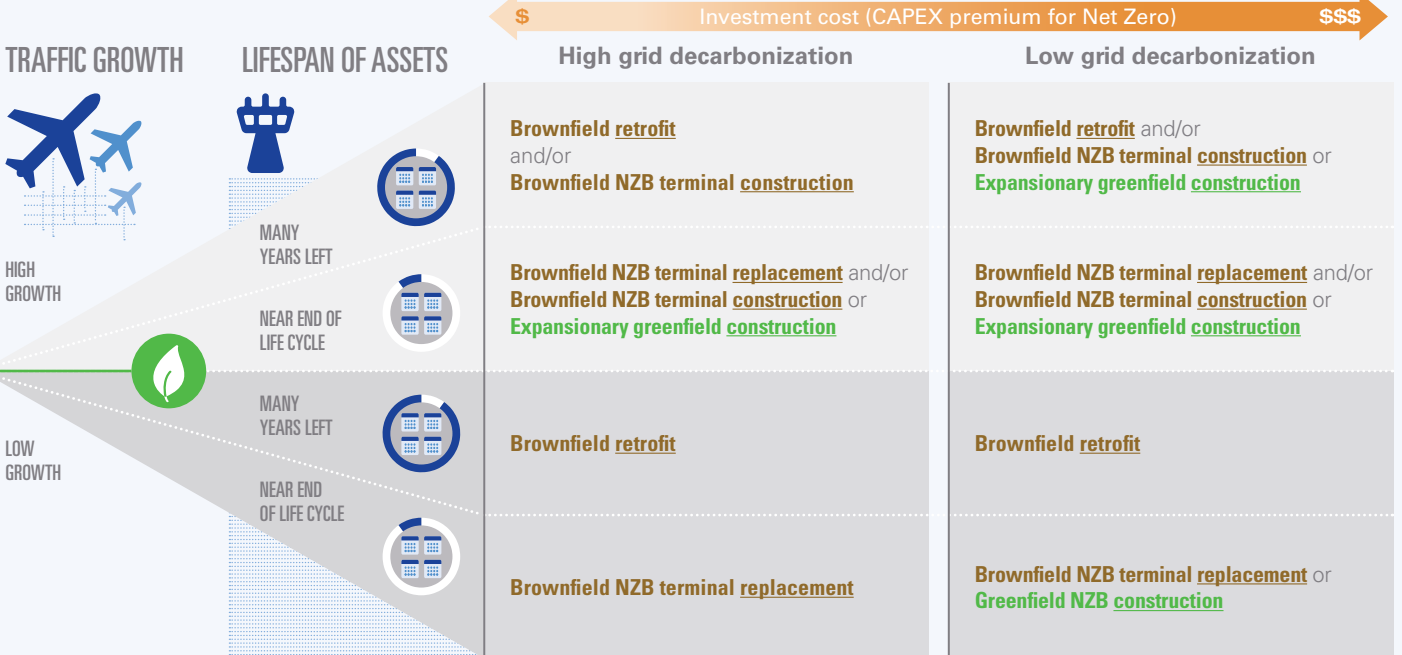 $ Investment cost (CAPEX premium for Net Zero) $$$
TRAFFIC GROWTH
LIFESPAN OF ASSETS
High grid decarbonization
Low grid decarbonization
HIGH
GROWTH
MANY
YEARS LEFT
Brownfield retrofit
and/or
Brownfield NZB terminal construction
Brownfield retrofit and/or
Brownfield NZB terminal construction or
Expansionary greenfield construction
NEAR END OF
LIFE CYCLE
Brownfield NZB terminal replacement and/or
Brownfield NZB terminal construction or
Expansionary greenfield construction
Brownfield NZB terminal replacement and/or
Brownfield NZB terminal construction or
Expansionary greenfield construction
LOW
GROWTH
MANY
YEARS LEFT
Brownfield retrofit
Brownfield retrofit
NEAR END
OF LIFE CYCLE
Brownfield NZB terminal replacement
Brownfield NZB terminal replacement or
Greenfield NZB construction